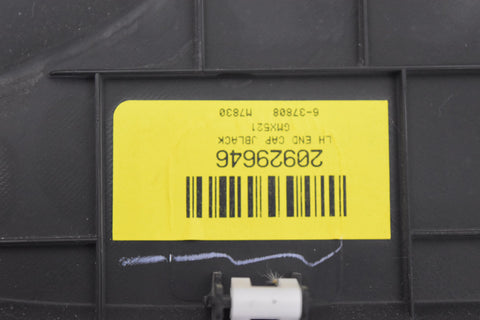 20929646
LH END CAP JBLACK
GMX521
6-37808 M7830